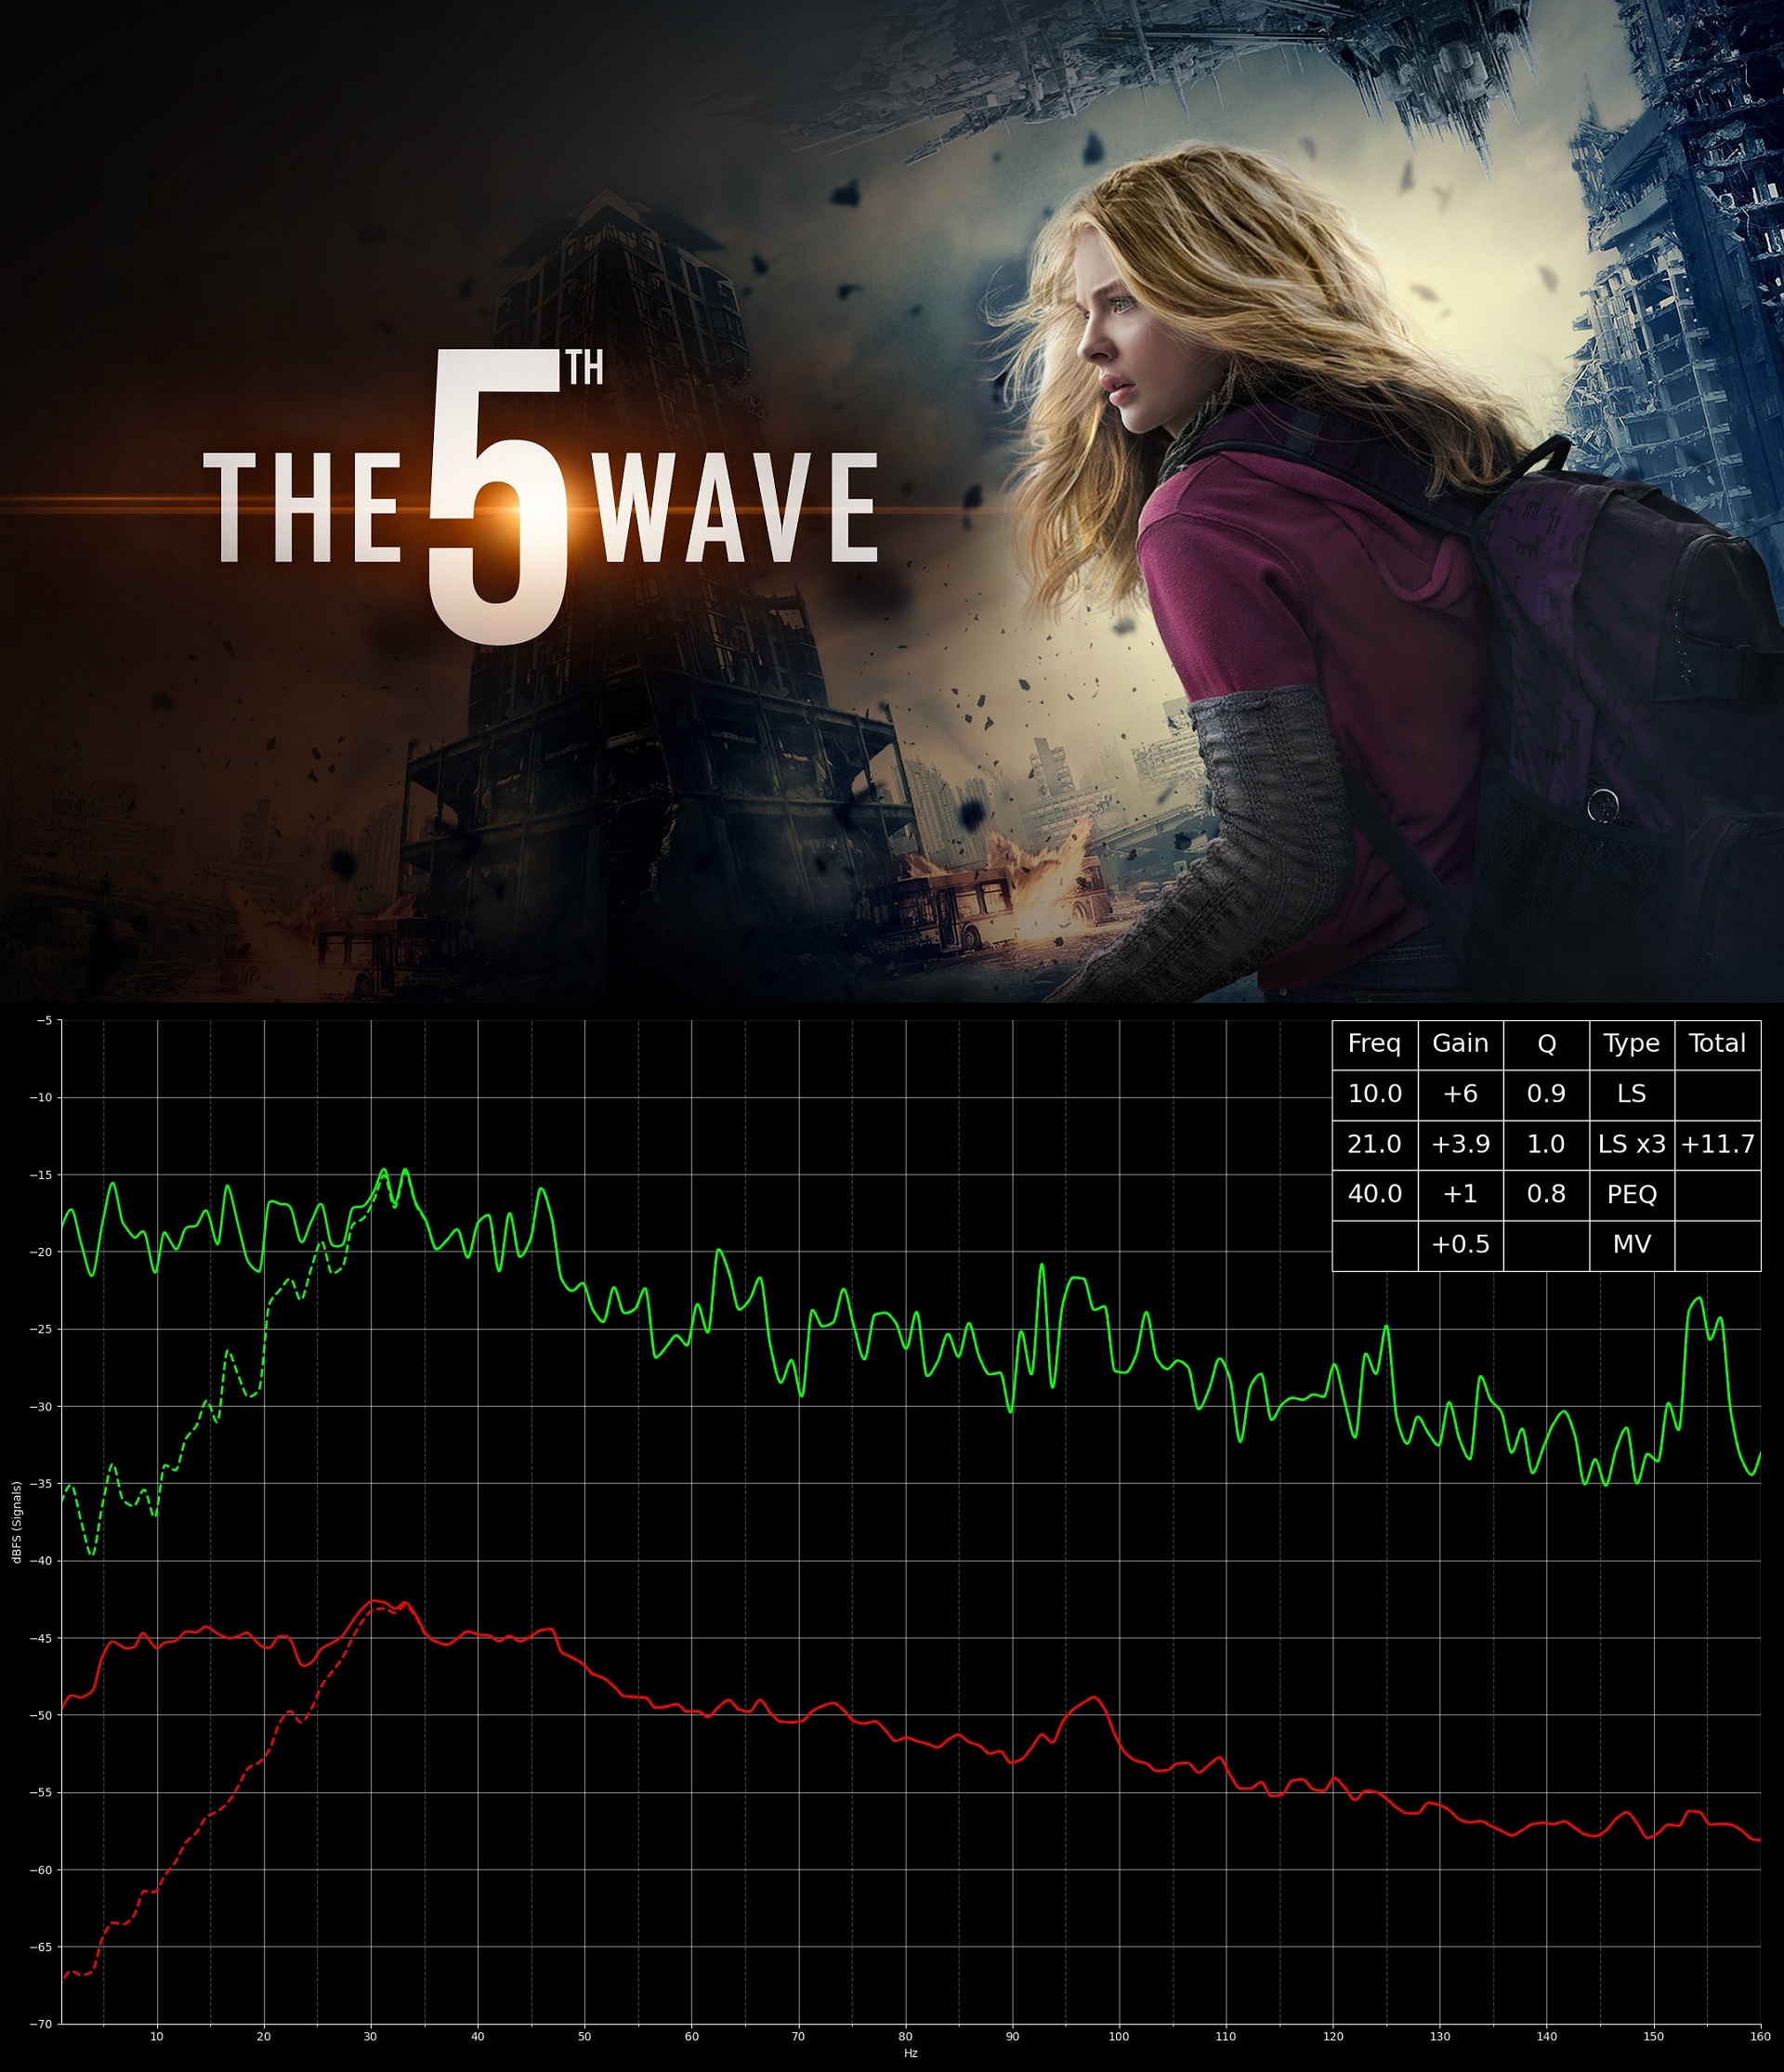 THE 5TH WAVE
Freq Gain Q Type Total
10.0 +6 0.9 LS
21.0 +3.9 1.0 LS x3 +11.7
40.0 +1 0.8 PEQ
+0.5 MV
−5
−10
−15
−20
−25
−30
−35
−40
−45
−50
−55
−60
−65
−70
dBFS (Signals)
10 20 30 40 50 60 70 80 90 100 110 120 130 140 150 160
Hz